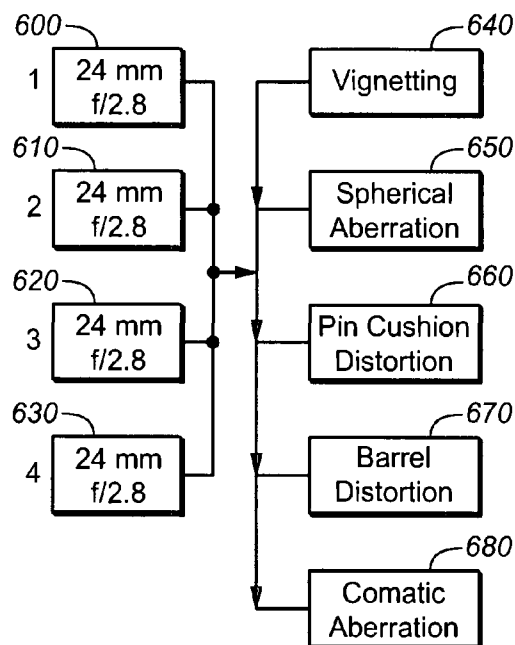 600
1
24 mm
f/2.8
610
2
24 mm
f/2.8
620
3
24 mm
f/2.8
630
4
24 mm
f/2.8
640
Vignetting
650
Spherical
Aberration
660
Pin Cushion
Distortion
670
Barrel
Distortion
680
Comatic
Aberration